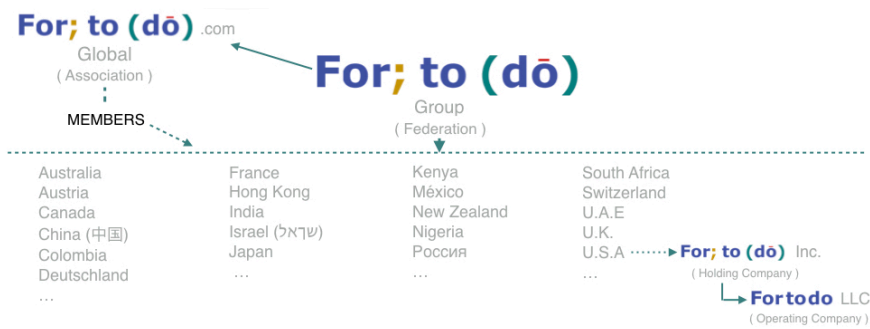 For; to (dō) .com
Global
( Association )
MEMBERS
For; to (dō)
Group
( Federation )
Australia
Austria
Canada
China (中国)
Colombia
Deutschland
...
France
Hong Kong
India
Israel (שךאל)
Japan
...
Kenya
México
New Zealand
Nigeria
Россия
...
South Africa
Switzerland
U.A.E
U.K.
U.S.A
...
For; to (dō) Inc.
( Holding Company )
Fortodo LLC
( Operating Company )